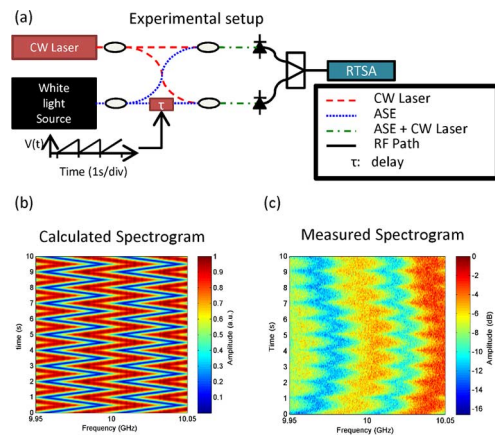 (a)
Experimental setup
CW Laser
White
light
Source
τ
RTSA
V(t)
Time (1s/div)
CW Laser
ASE
ASE + CW Laser
RF Path
τ: delay
(b)
Calculated Spectrogram
10
9
8
7
6
5
4
3
2
1
0
time (s)
9.95
10
10.05
Frequency (GHz)
1
0.9
0.8
0.7
0.6
0.5
0.4
0.3
0.2
0.1
Amplitude (a.u.)
(c)
Measured Spectrogram
10
9
8
7
6
5
4
3
2
1
0
Time (s)
9.95
10
10.05
Frequency (GHz)
0
-2
-4
-6
-8
-10
-12
-14
-16
Amplitude (dB)